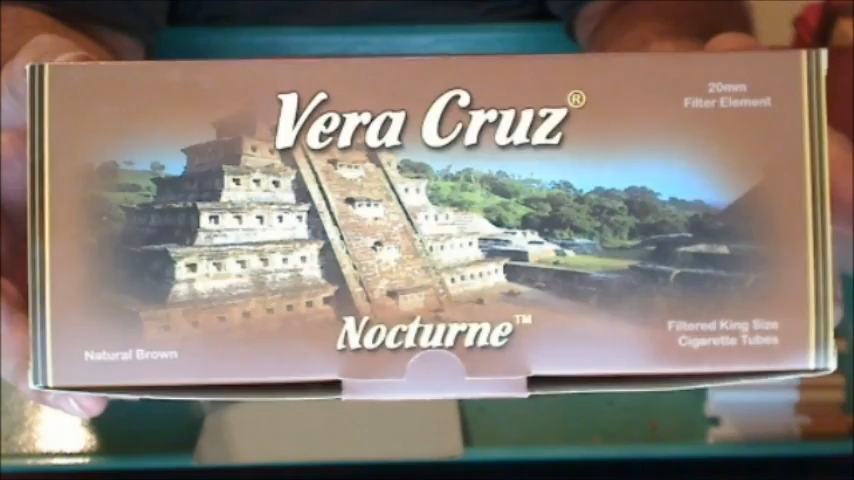 Vera Cruz®
20mm
Filter Element
Nocturne™
Natural Brown
Filtered King Size
Cigarette Tubes